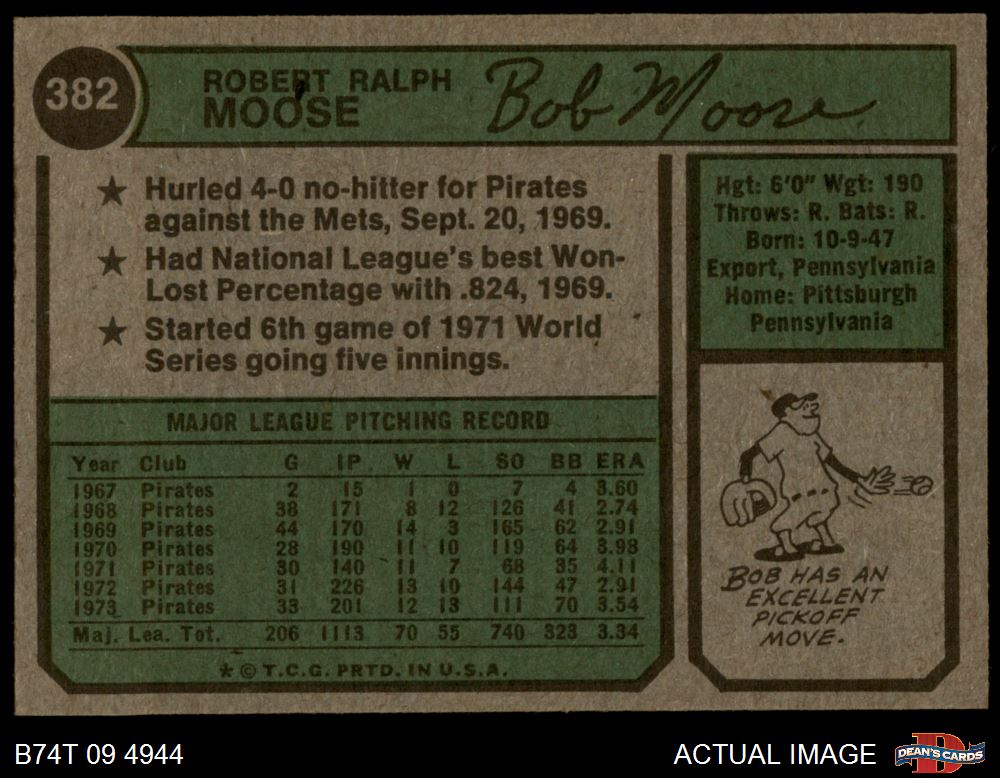 382
ROBERT RALPH
MOOSE
Bob Moose
★ Hurled 4-0 no-hitter for Pirates
against the Mets, Sept. 20, 1969.
★ Had National League's best Won-
Lost Percentage with .824, 1969.
★ Started 6th game of 1971 World
Series going five innings.
Hgt: 6'0" Wgt: 190
Throws: R. Bats: R.
Born: 10-9-47
Export, Pennsylvania
Home: Pittsburgh
Pennsylvania
MAJOR LEAGUE PITCHING RECORD
Year Club G IP W L SO BB ERA
1967 Pirates 2 15 1 0 7 4 3.60
1968 Pirates 38 171 8 12 126 41 2.74
1969 Pirates 44 170 14 3 165 62 2.91
1970 Pirates 28 190 11 10 119 64 3.98
1971 Pirates 30 140 11 7 68 35 4.11
1972 Pirates 31 226 13 10 144 47 2.91
1973 Pirates 33 201 12 13 111 70 3.54
Maj. Lea. Tot. 206 1113 70 55 740 323 3.34
* © T.C.G. PRTD. IN U.S.A.
BOB HAS AN
EXCELLENT
PICKOFF
MOVE.
B74T 09 4944
ACTUAL IMAGE
DEAN'S CARDS